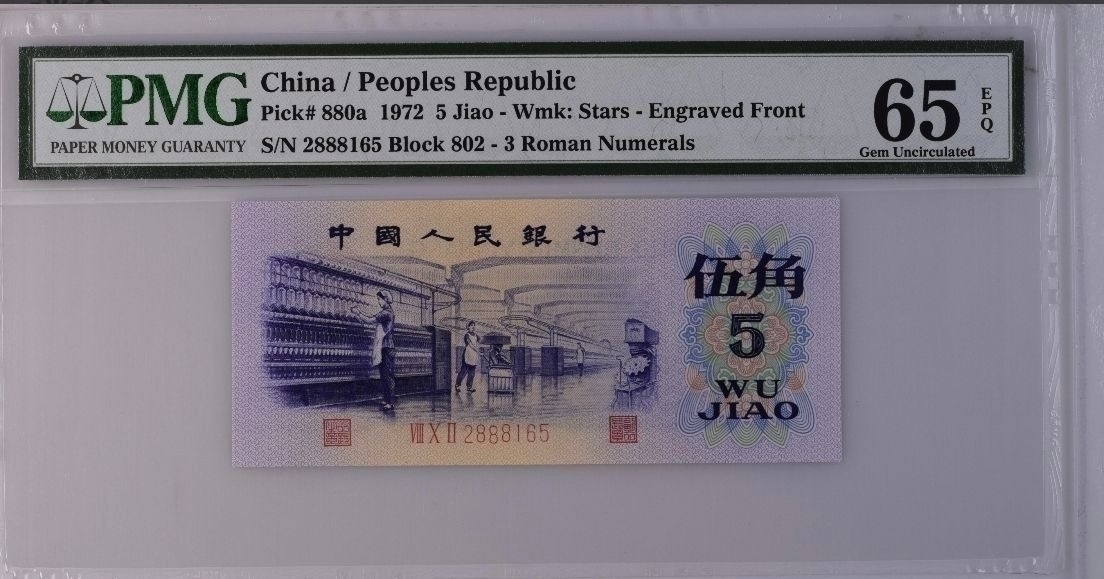 PMG
PAPER MONEY GUARANTY
China / Peoples Republic
Pick# 880a 1972 5 Jiao - Wmk: Stars - Engraved Front
S/N 2888165 Block 802 - 3 Roman Numerals
65
EPQ
Gem Uncirculated
中國人民銀行
伍角
5
WU
JIAO
ⅧⅩⅡ 2888165